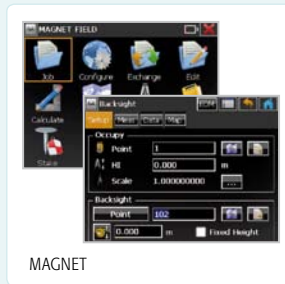 MAGNET FIELD
Job
Configure
Exchange
Edit
Calculate
Stake
Backsight
EDM
Setup
Meas
Data
Map
Occupy
Point
1
HI
0.000
m
Scale
1.000000000
...
Backsight
Point
102
0.000
m
Fixed Height
MAGNET